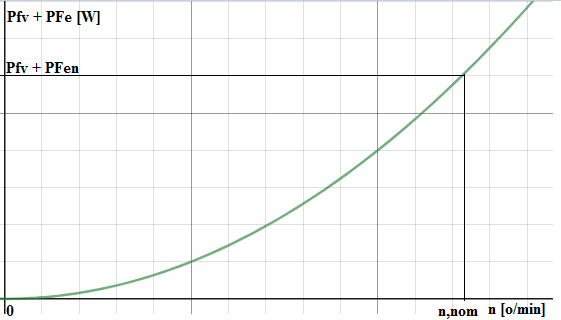 Pfv + PFe [W]
Pfv + PFen
0
n,nom n [o/min]